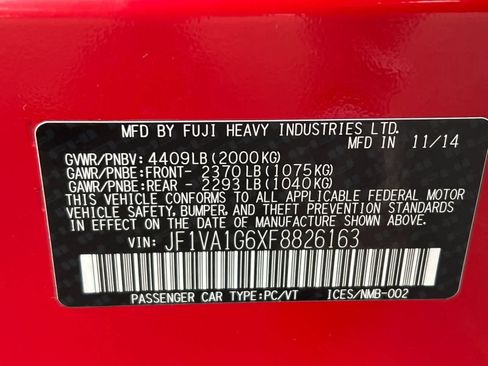 MFD BY FUJI HEAVY INDUSTRIES LTD.
MFD IN 11/14
GVWR/PNBV: 4409LB(2000KG)
GAWR/PNBE:FRONT- 2370LB(1075KG)
GAWR/PNBE:REAR - 2293LB(1040KG)
THIS VEHICLE CONFORMS TO ALL APPLICABLE FEDERAL MOTOR
VEHICLE SAFETY, BUMPER, AND THEFT PREVENTION STANDARDS
IN EFFECT ON THE DATE OF MANUFACTURE SHOWN ABOVE.
VIN: JF1VA1G6XF8826163
PASSENGER CAR TYPE:PC/VT ICES/NMB-002